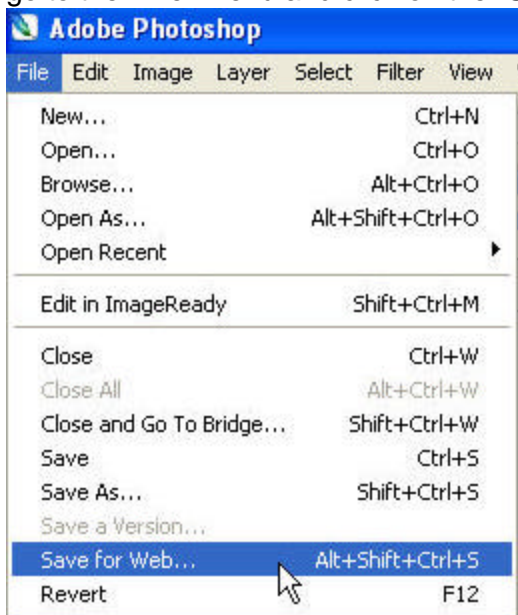 Adobe Photoshop
File Edit Image Layer Select Filter View
New... Ctrl+N
Open... Ctrl+O
Browse... Alt+Ctrl+O
Open As... Alt+Shift+Ctrl+O
Open Recent
Edit in ImageReady Shift+Ctrl+M
Close Ctrl+W
Close All Alt+Ctrl+W
Close and Go To Bridge... Shift+Ctrl+W
Save Ctrl+S
Save As... Shift+Ctrl+S
Save a Version...
Save for Web... Alt+Shift+Ctrl+S
Revert F12